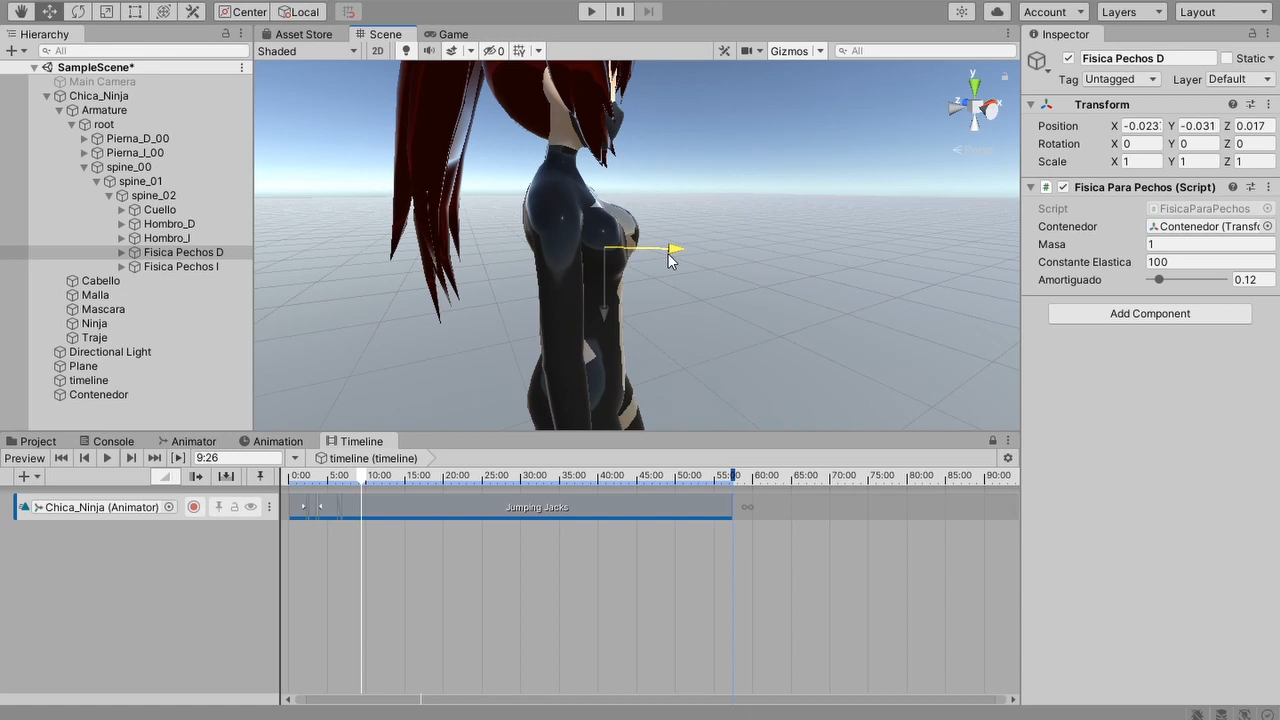 Center Local Account Layers Layout
Hierarchy Asset Store Scene Game Inspector
All Shaded 2D 0 Gizmos All Fisica Pechos D Static
SampleScene* Tag Untagged Layer Default
Main Camera
Chica_Ninja Transform
Armature
root Position X -0.023 Y -0.031 Z 0.017
Pierna_D_00 Rotation X 0 Y 0 Z 0
Pierna_I_00 Scale X 1 Y 1 Z 1
spine_00
spine_01 Fisica Para Pechos (Script)
spine_02 Script FisicaParaPechos
Cuello Contenedor Contenedor (Transfo
Hombro_D Masa 1
Hombro_I Constante Elastica 100
Fisica Pechos D Amortiguado 0.12
Fisica Pechos I
Cabello
Malla
Mascara Add Component
Ninja
Traje
Directional Light
Plane
timeline
Contenedor
y x z
Persp
Project Console Animator Animation Timeline
Preview 9:26 timeline (timeline)
0:00 5:00 10:00 15:00 20:00 25:00 30:00 35:00 40:00 45:00 50:00 55:00 60:00 65:00 70:00 75:00 80:00 85:00 90:00
Chica_Ninja (Animator) Jumping Jacks